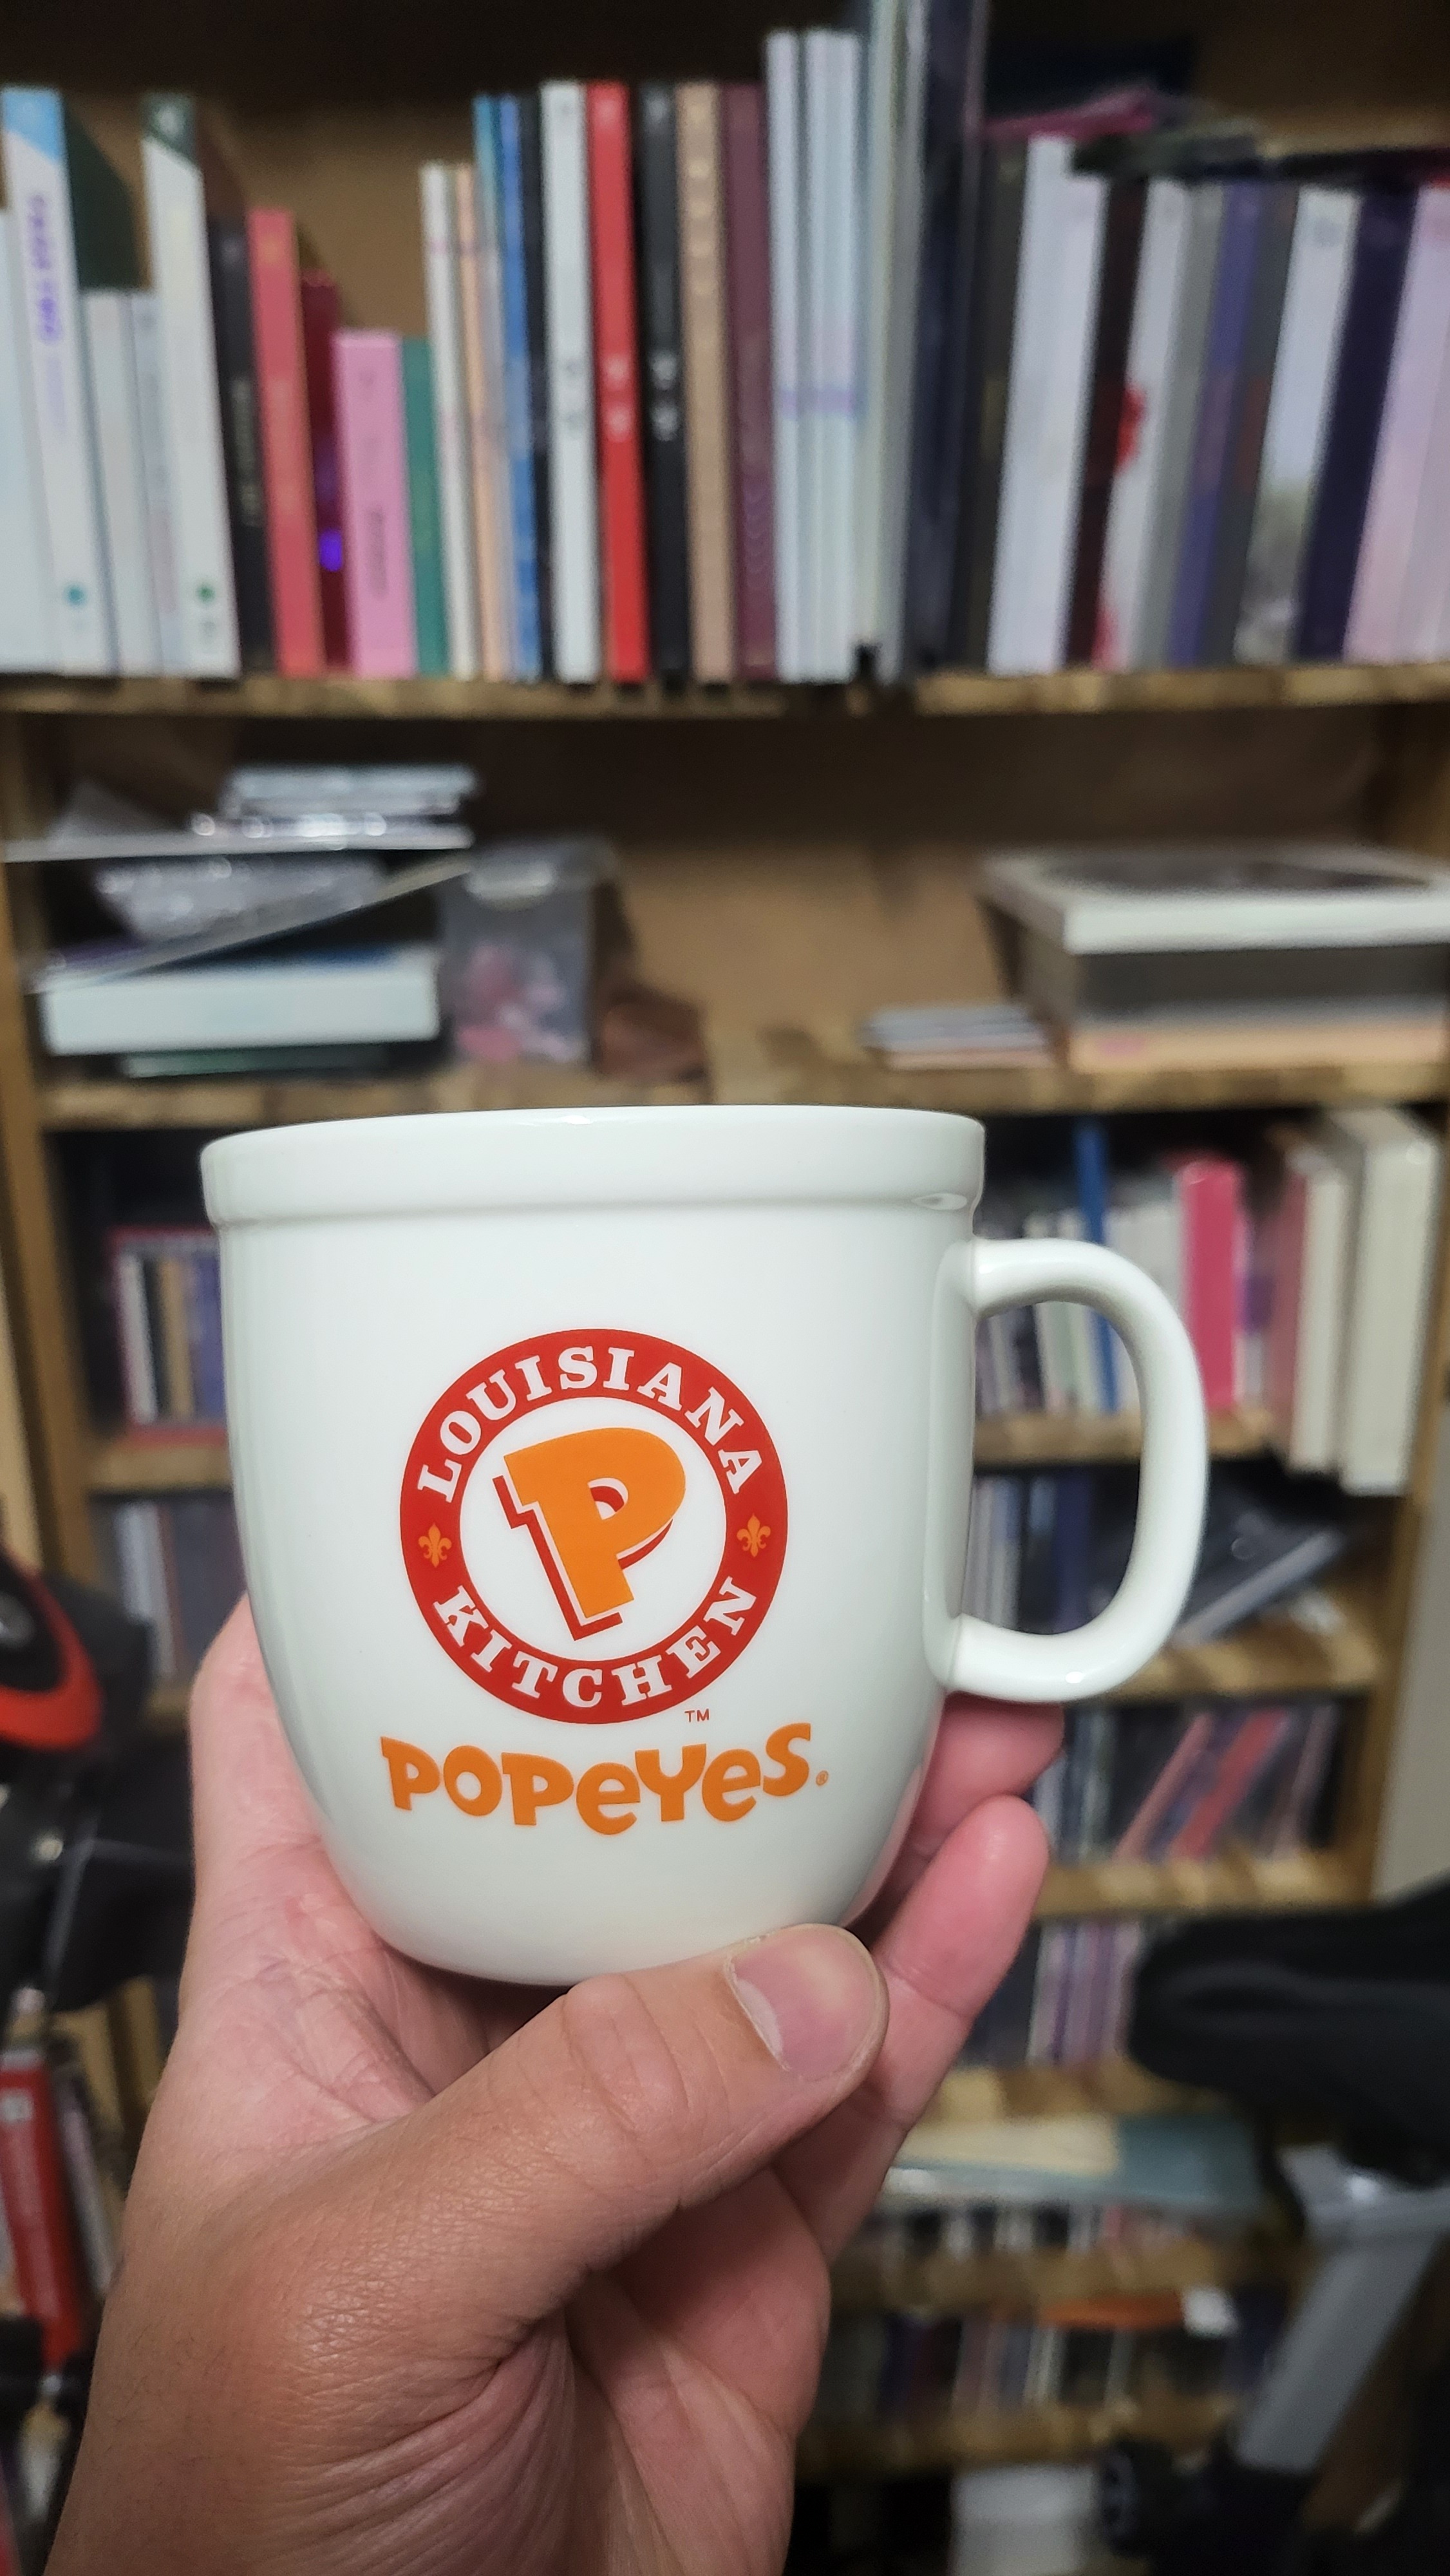 LOUISIANA
P
KITCHEN
TM
POPEYES®